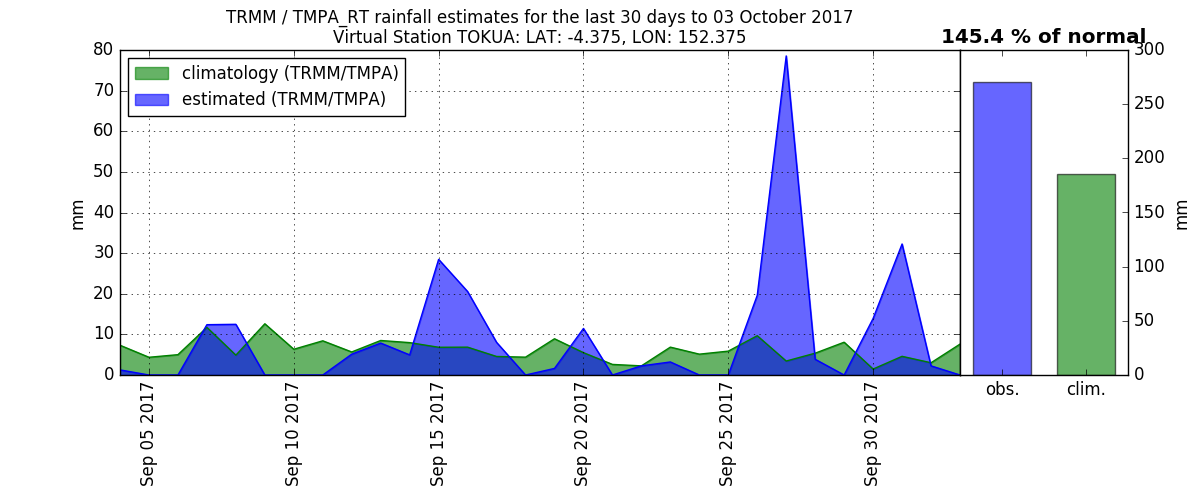 TRMM / TMPA_RT rainfall estimates for the last 30 days to 03 October 2017
Virtual Station TOKUA: LAT: -4.375, LON: 152.375
145.4 % of normal
climatology (TRMM/TMPA)
estimated (TRMM/TMPA)
80
70
60
50
40
30
20
10
0
mm
Sep 05 2017
Sep 10 2017
Sep 15 2017
Sep 20 2017
Sep 25 2017
Sep 30 2017
300
250
200
150
100
50
0
mm
obs.
clim.